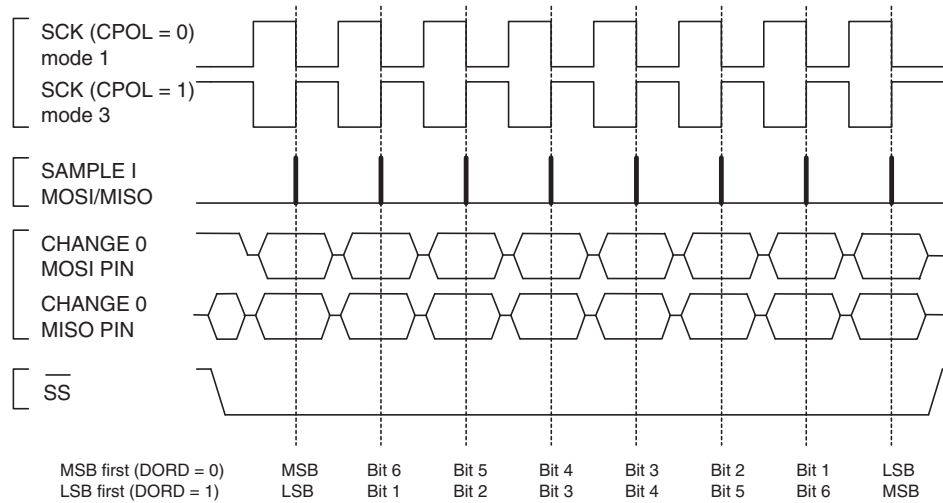 SCK (CPOL = 0)
mode 1
SCK (CPOL = 1)
mode 3
SAMPLE I
MOSI/MISO
CHANGE 0
MOSI PIN
CHANGE 0
MISO PIN
SS
MSB first (DORD = 0) MSB Bit 6 Bit 5 Bit 4 Bit 3 Bit 2 Bit 1 LSB
LSB first (DORD = 1) LSB Bit 1 Bit 2 Bit 3 Bit 4 Bit 5 Bit 6 MSB